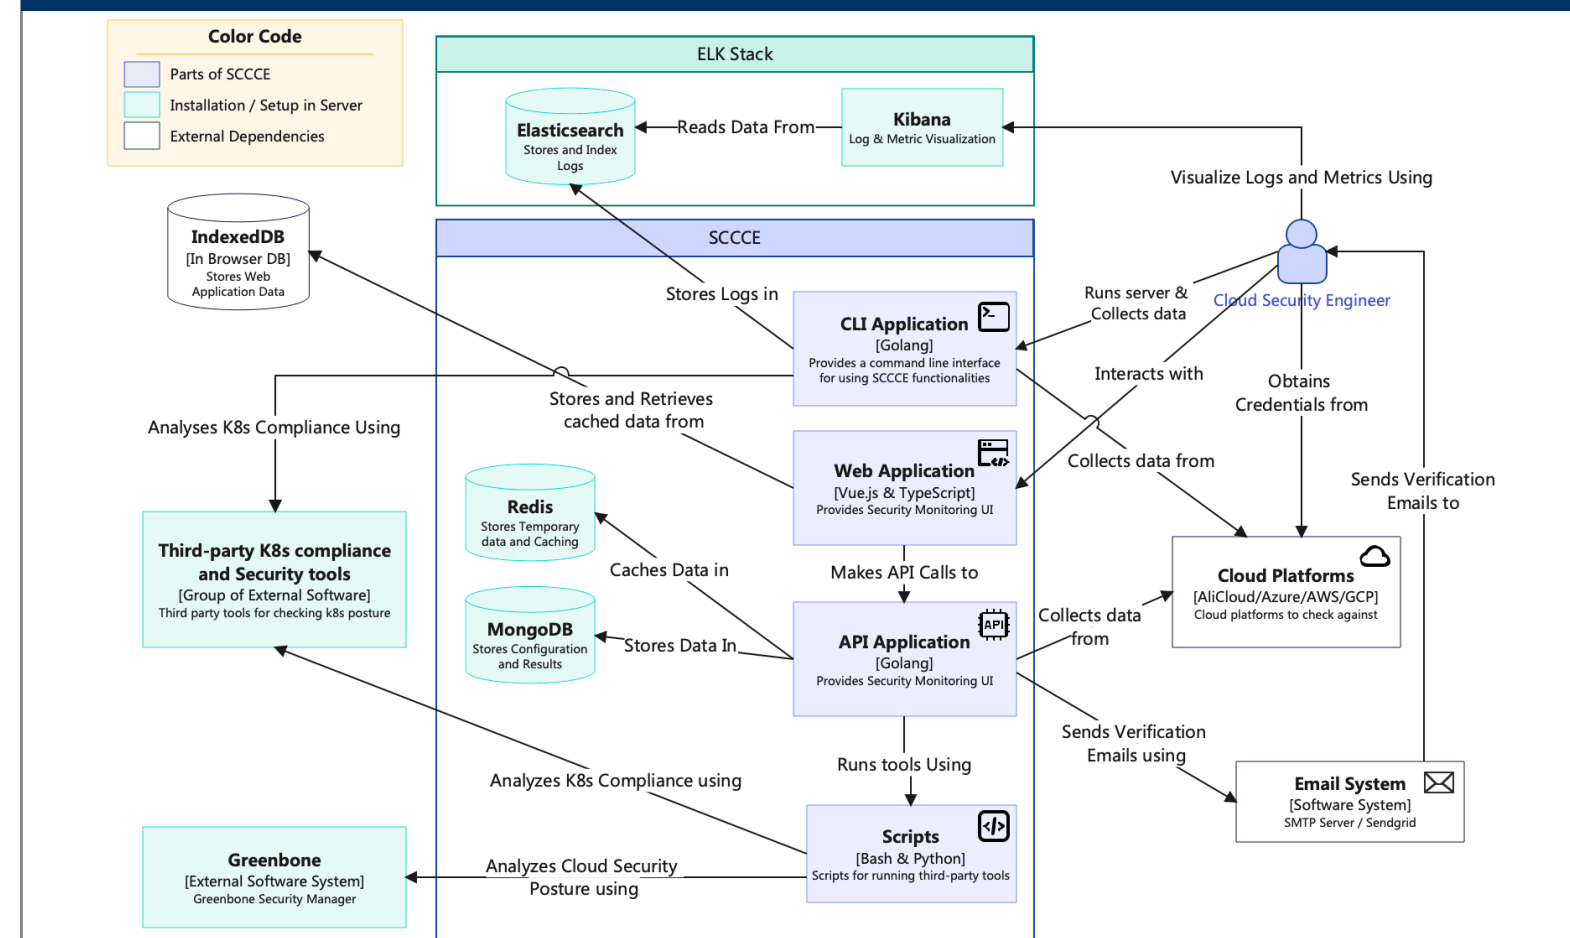 Color Code
Parts of SCCCE
Installation / Setup in Server
External Dependencies
ELK Stack
Elasticsearch
Stores and Index
Logs
Reads Data From
Kibana
Log & Metric Visualization
Visualize Logs and Metrics Using
Cloud Security Engineer
IndexedDB
[In Browser DB]
Stores Web
Application Data
SCCCE
Stores Logs in
CLI Application
[Golang]
Provides a command line interface
for using SCCCE functionalities
Runs server &
Collects data
Interacts with
Obtains
Credentials from
Analyses K8s Compliance Using
Stores and Retrieves
cached data from
Web Application
[Vue.js & TypeScript]
Provides Security Monitoring UI
Collects data from
Sends Verification
Emails to
Redis
Stores Temporary
data and Caching
Caches Data in
Makes API Calls to
Third-party K8s compliance
and Security tools
[Group of External Software]
Third party tools for checking k8s posture
Cloud Platforms
[AliCloud/Azure/AWS/GCP]
Cloud platforms to check against
MongoDB
Stores Configuration
and Results
Stores Data In
API Application
[Golang]
Provides Security Monitoring UI
API
Collects data
from
Sends Verification
Emails using
Runs tools Using
Analyzes K8s Compliance using
Email System
[Software System]
SMTP Server / Sendgrid
Scripts
[Bash & Python]
Scripts for running third-party tools
Analyzes Cloud Security
Posture using
Greenbone
[External Software System]
Greenbone Security Manager